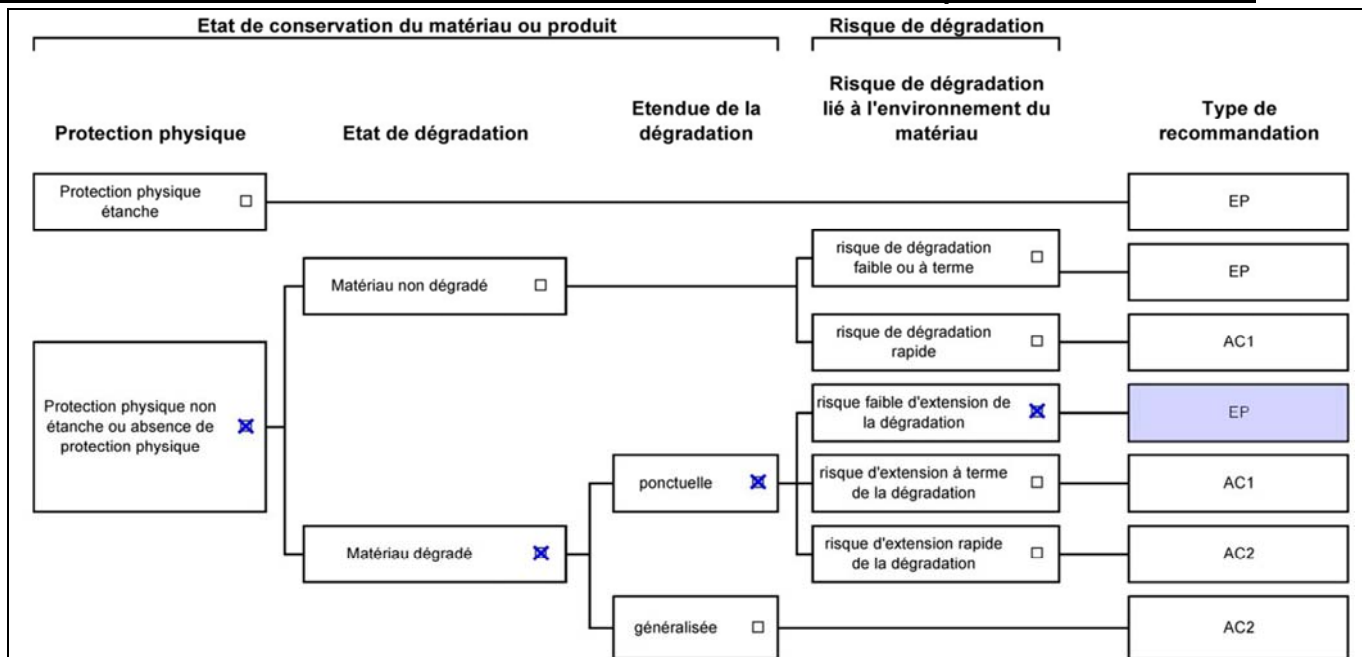 Etat de conservation du matériau ou produit
Risque de dégradation
Protection physique
Etat de dégradation
Etendue de la
dégradation
Risque de dégradation
lié à l'environnement du
matériau
Type de
recommandation
Protection physique
étanche
EP
Matériau non dégradé
risque de dégradation
faible ou à terme
EP
risque de dégradation
rapide
AC1
Protection physique non
étanche ou absence de
protection physique
risque faible d'extension de
la dégradation
EP
ponctuelle
risque d'extension à terme
de la dégradation
AC1
Matériau dégradé
risque d'extension rapide
de la dégradation
AC2
généralisée
AC2